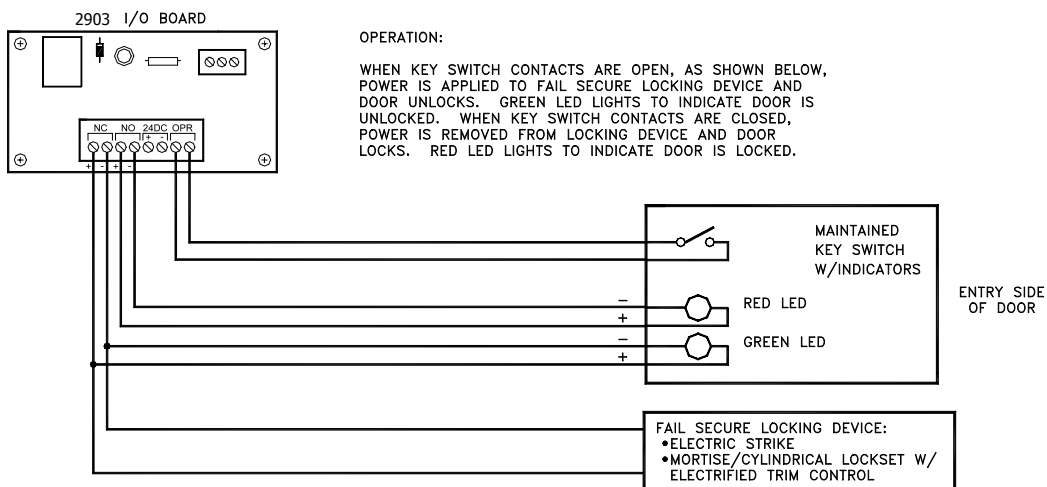 2903 I/O BOARD
NC NO 24DC OPR
+ -
+ - + -
OPERATION:
WHEN KEY SWITCH CONTACTS ARE OPEN, AS SHOWN BELOW,
POWER IS APPLIED TO FAIL SECURE LOCKING DEVICE AND
DOOR UNLOCKS. GREEN LED LIGHTS TO INDICATE DOOR IS
UNLOCKED. WHEN KEY SWITCH CONTACTS ARE CLOSED,
POWER IS REMOVED FROM LOCKING DEVICE AND DOOR
LOCKS. RED LED LIGHTS TO INDICATE DOOR IS LOCKED.
MAINTAINED
KEY SWITCH
W/INDICATORS
ENTRY SIDE
OF DOOR
− RED LED
+
− GREEN LED
+
FAIL SECURE LOCKING DEVICE:
•ELECTRIC STRIKE
•MORTISE/CYLINDRICAL LOCKSET W/
ELECTRIFIED TRIM CONTROL